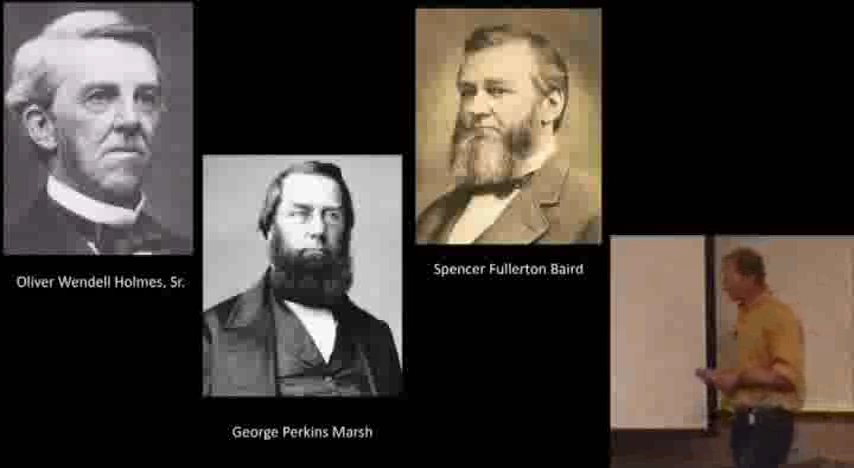 Oliver Wendell Holmes, Sr.
Spencer Fullerton Baird
George Perkins Marsh